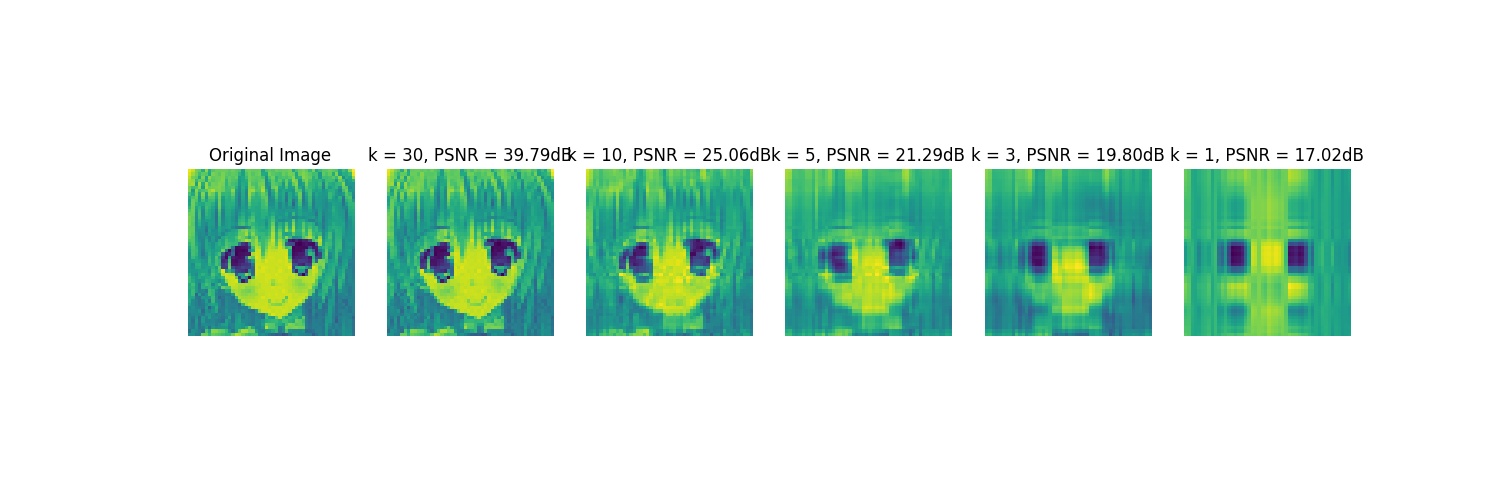 Original Image
k = 30, PSNR = 39.79dB
k = 10, PSNR = 25.06dB
k = 5, PSNR = 21.29dB
k = 3, PSNR = 19.80dB
k = 1, PSNR = 17.02dB